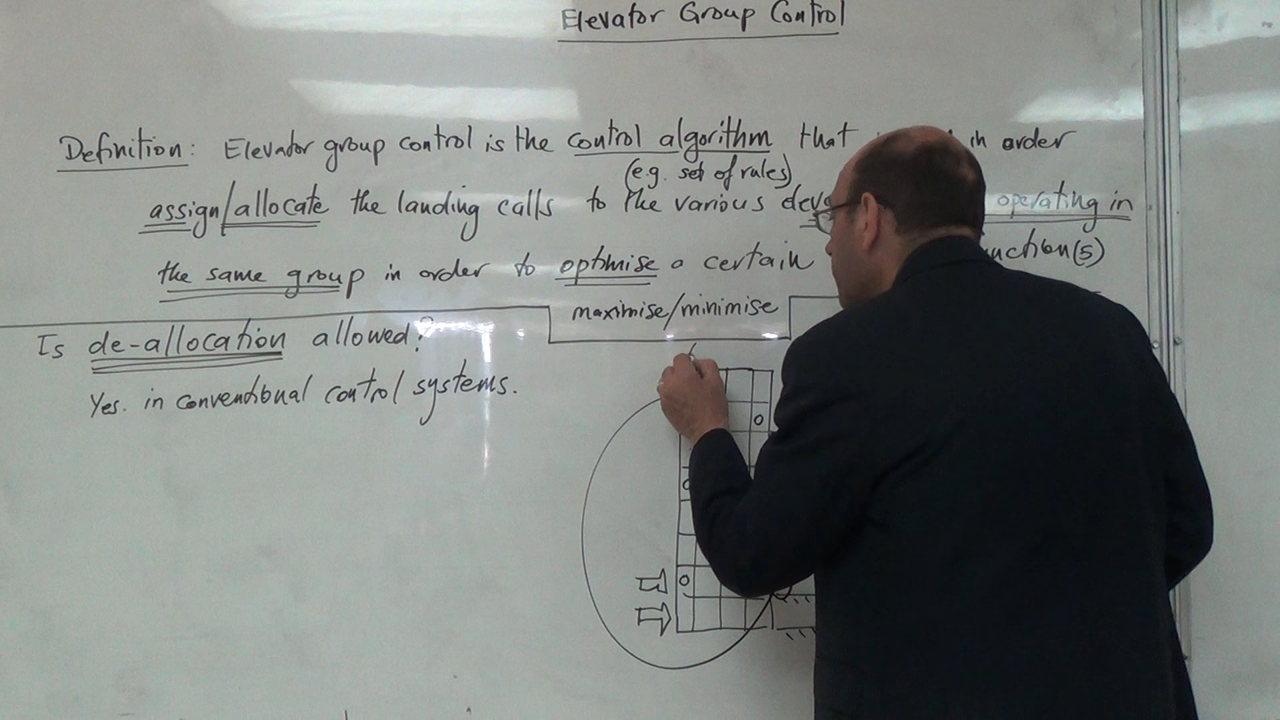 Elevator Group Control
Definition: Elevator group control is the control algorithm that in order
(e.g. set of rules)
assign/allocate the landing calls to the various operating in
the same group in order to optimise a certain
maximise/minimise
Is de-allocation allowed?
Yes. in conventional control systems.